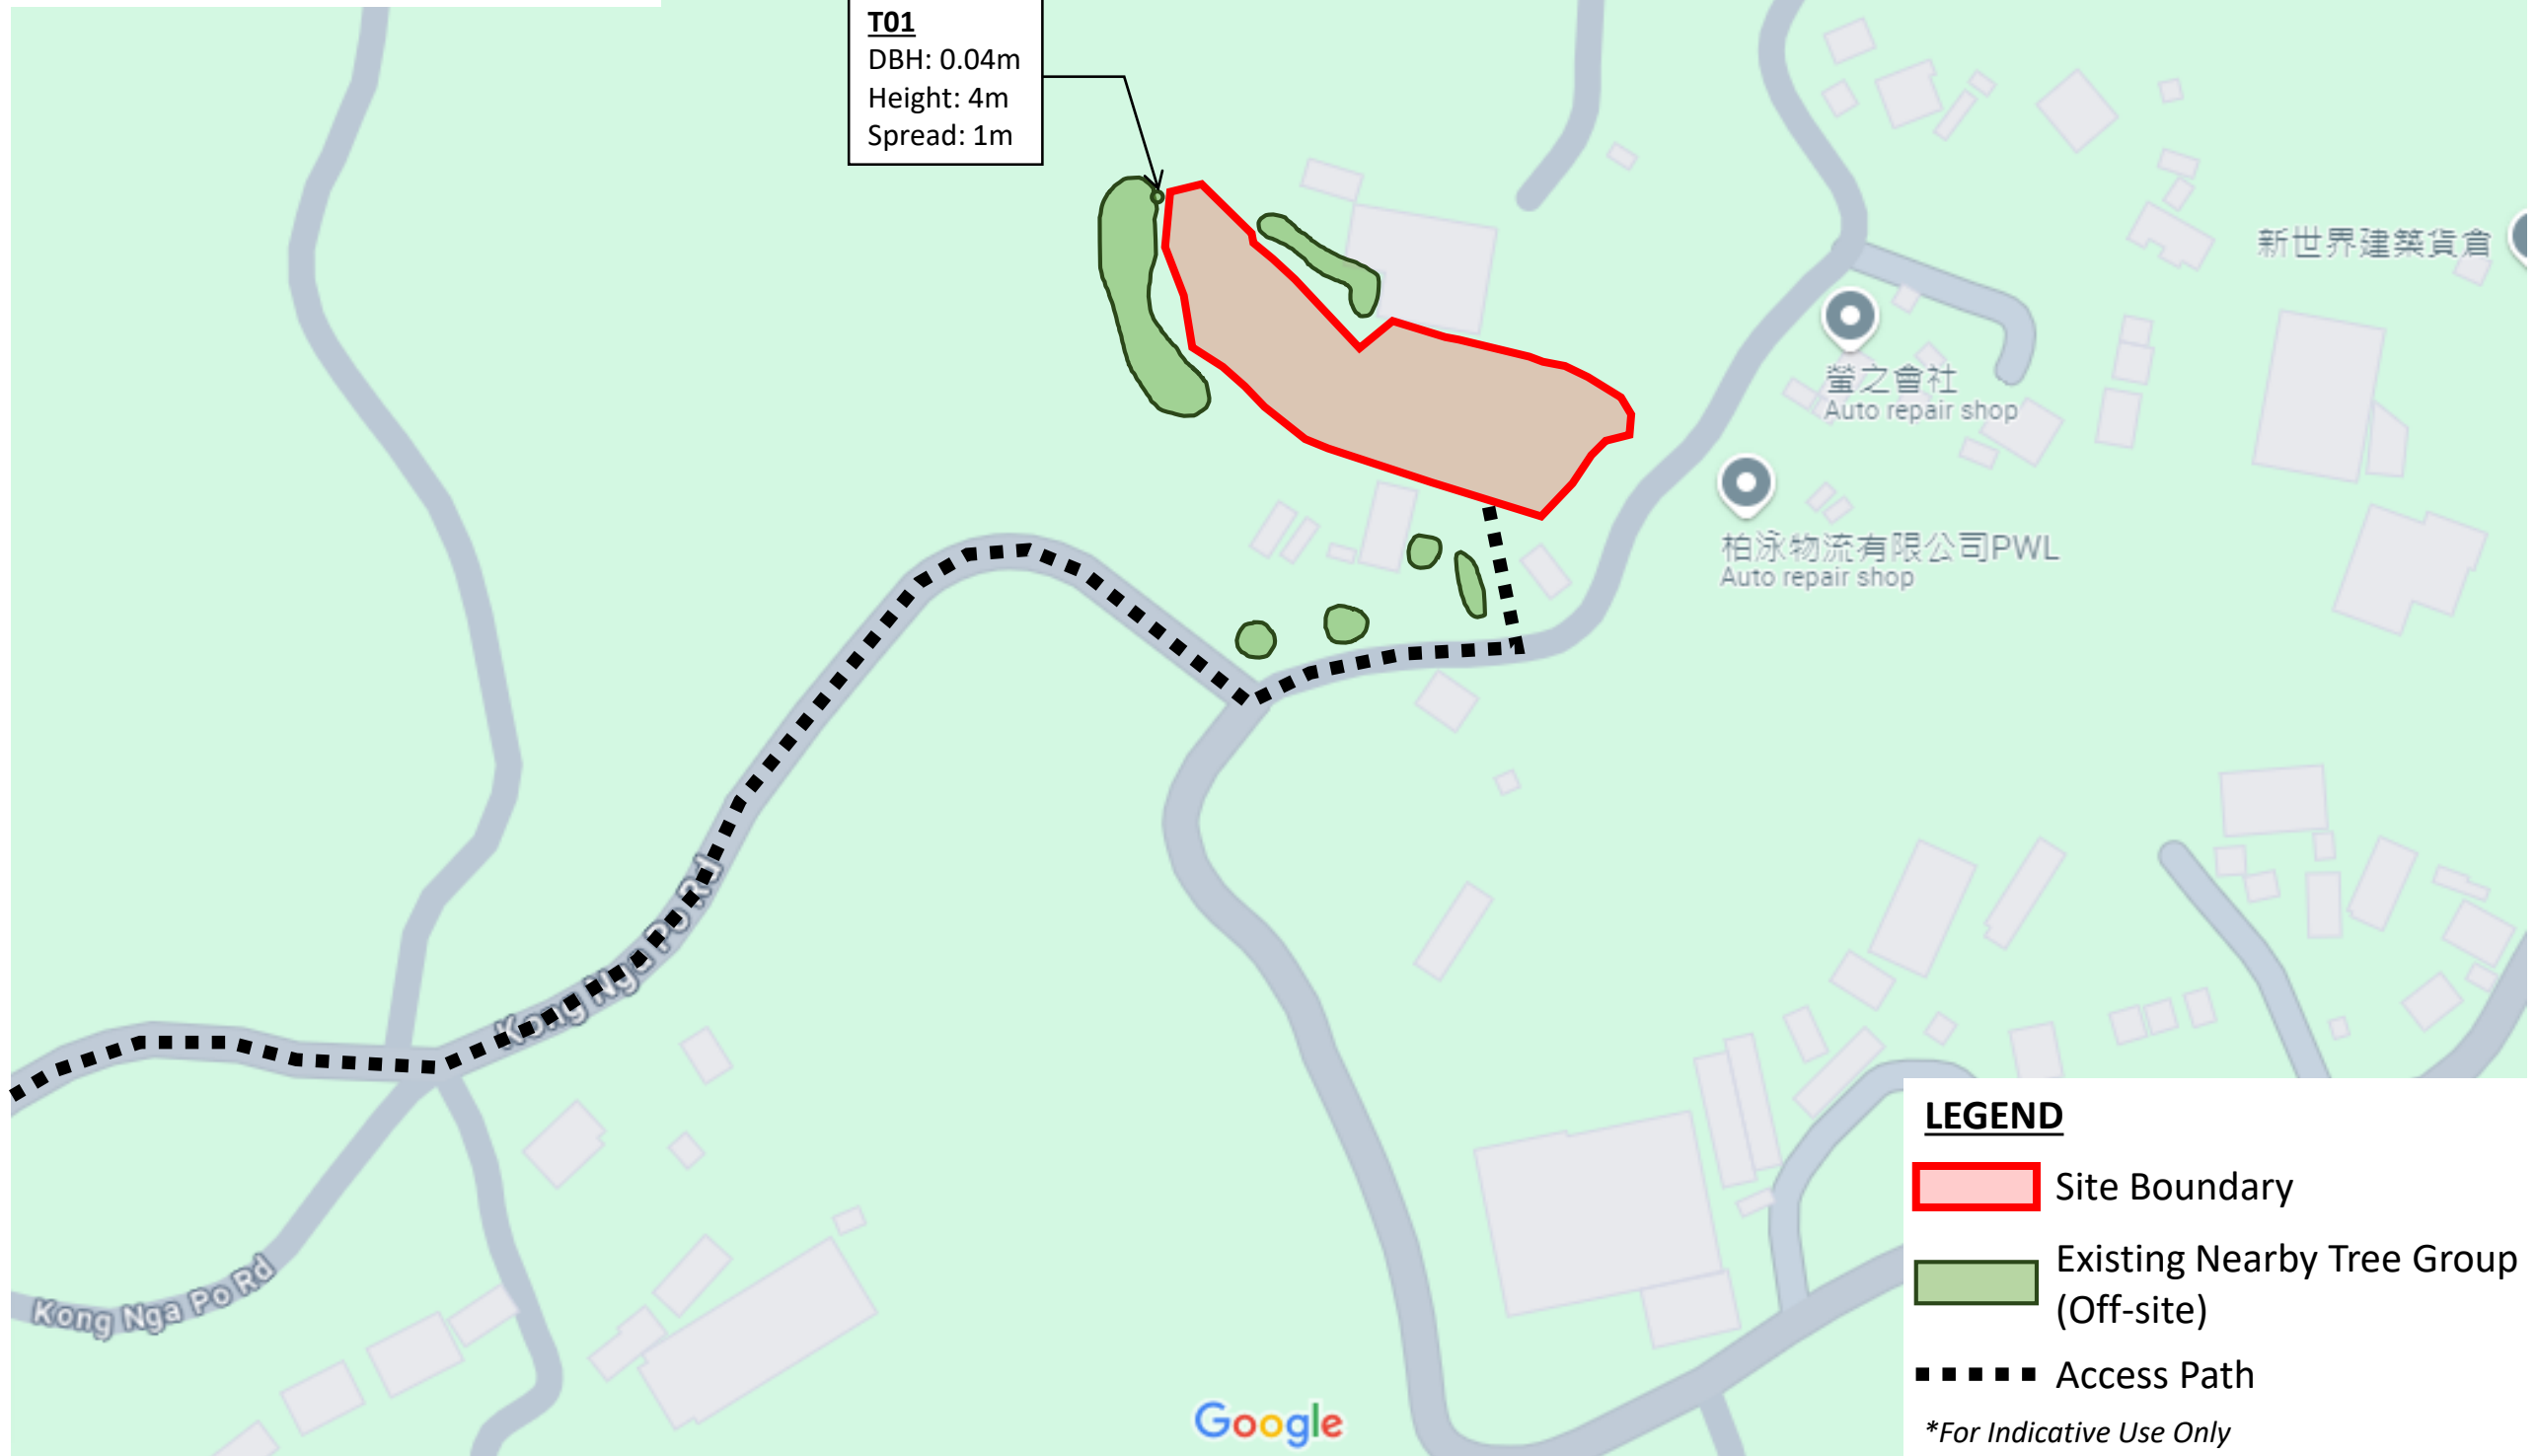 T01
DBH: 0.04m
Height: 4m
Spread: 1m
新世界建築貨倉
螢之會社
Auto repair shop
柏泳物流有限公司PWL
Auto repair shop
Kong Nga Po Rd
Kong Nga Po Rd
LEGEND
Site Boundary
Existing Nearby Tree Group
(Off-site)
Access Path
*For Indicative Use Only
Google